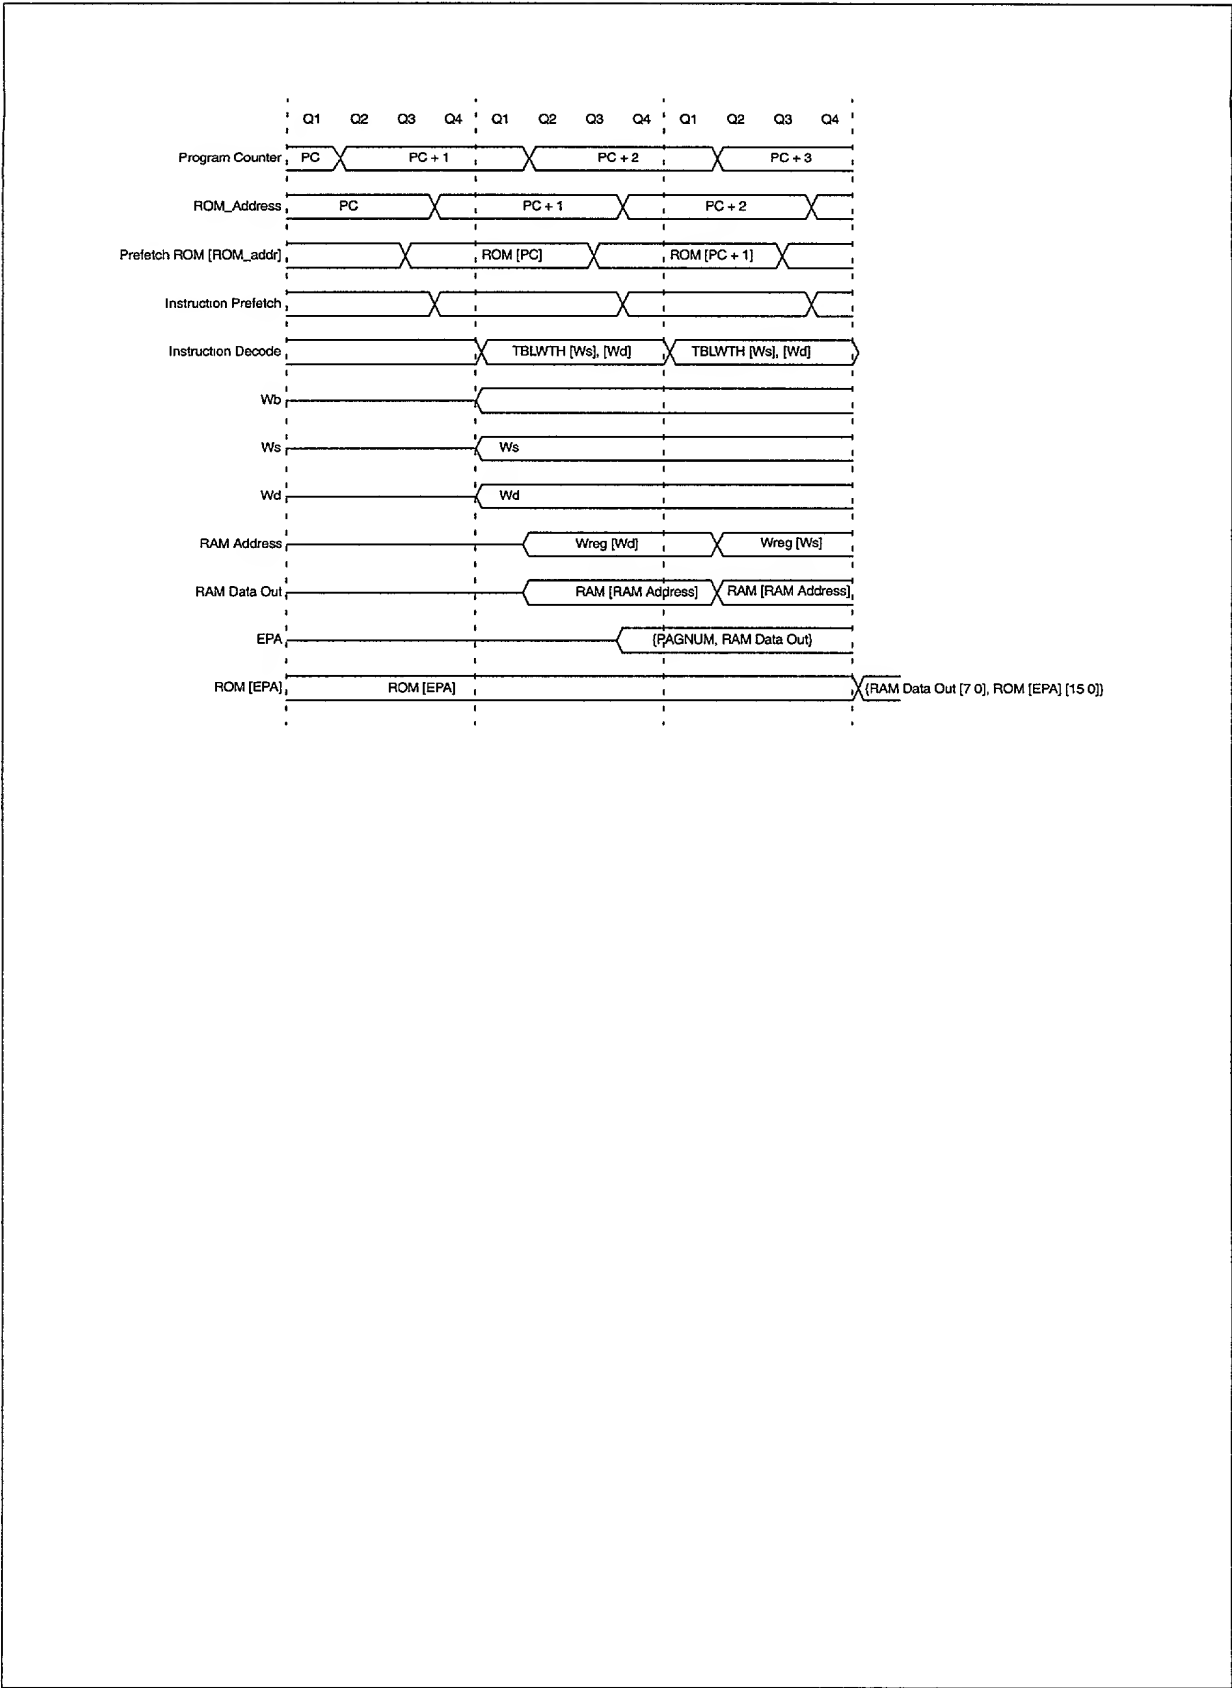 Q1 Q2 Q3 Q4 Q1 Q2 Q3 Q4 Q1 Q2 Q3 Q4
Program Counter PC PC + 1 PC + 2 PC + 3
ROM_Address PC PC + 1 PC + 2
Prefetch ROM [ROM_addr] ROM [PC] ROM [PC + 1]
Instruction Prefetch
Instruction Decode TBLWTH [Ws], [Wd] TBLWTH [Ws], [Wd]
Wb
Ws Ws
Wd Wd
RAM Address Wreg [Wd] Wreg [Ws]
RAM Data Out RAM [RAM Address] RAM [RAM Address]
EPA {PAGNUM, RAM Data Out}
ROM [EPA] ROM [EPA] {RAM Data Out [7 0], ROM [EPA] [15 0]}